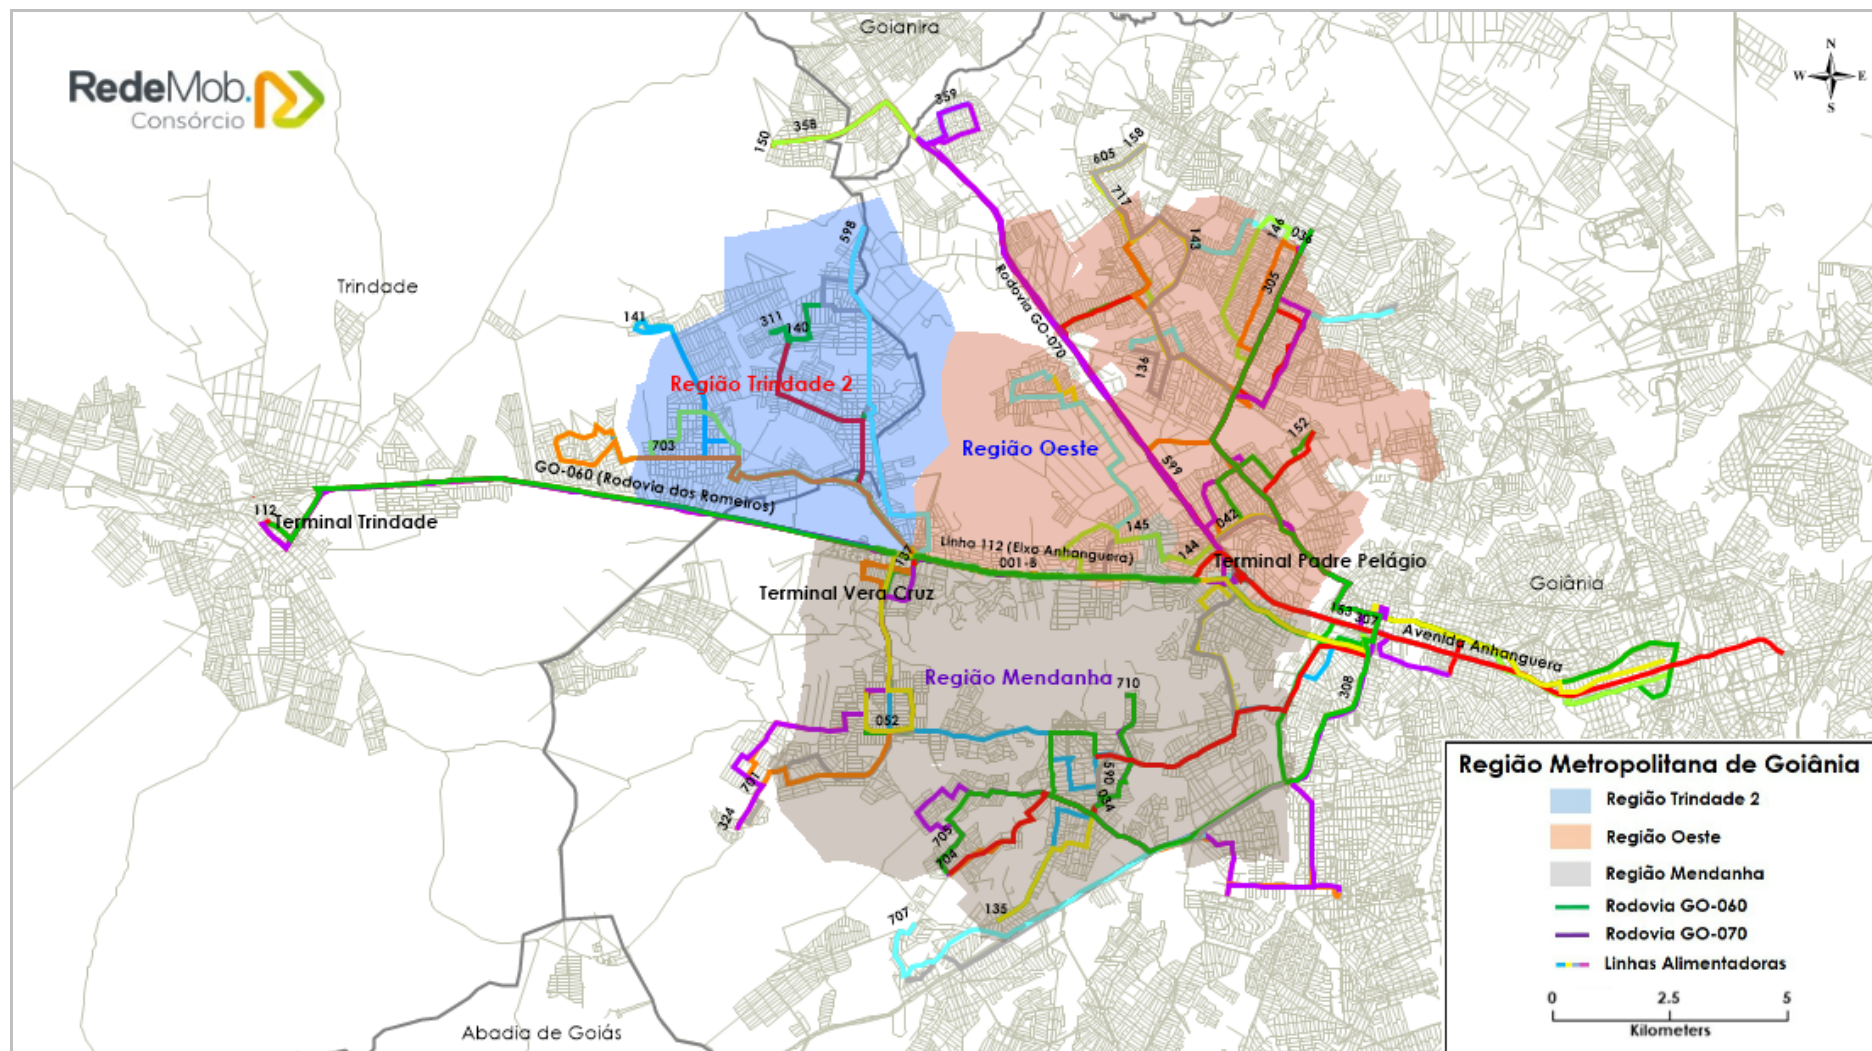 Goianira
N
W E
S
RedeMob.
Consórcio
359
358
150
158
605
717
598
143
146
036
Trindade
Rodovia GO-070
305
141
311
140
136
Região Trindade 2
152
703
Região Oeste
599
GO-060 (Rodovia dos Romeiros)
112
Terminal Trindade
042
145
144
Linha 112 (Eixo Anhanguera)
137
001-B
Terminal Padre Pelágio
Terminal Vera Cruz
Goiânia
153
307
Avenida Anhanguera
Região Mendanha
710
308
052
590
701
034
324
705
704
707
135
Abadia de Goiás
Região Metropolitana de Goiânia
Região Trindade 2
Região Oeste
Região Mendanha
Rodovia GO-060
Rodovia GO-070
Linhas Alimentadoras
0 2.5 5
Kilometers